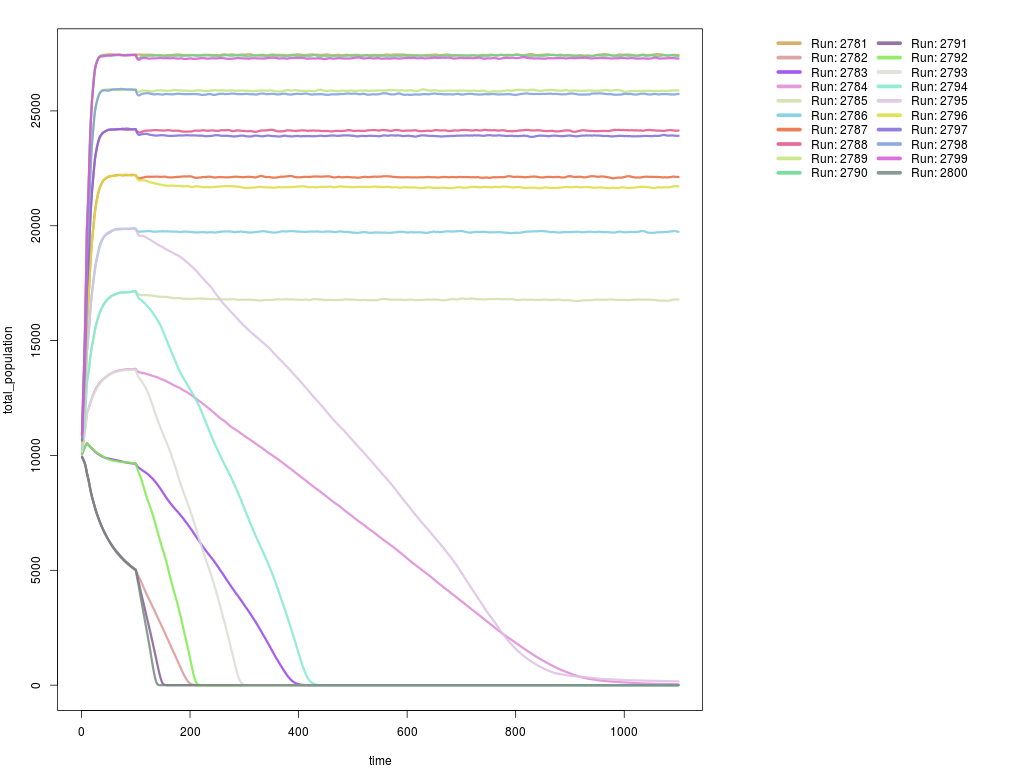 total_population
25000
20000
15000
10000
5000
0
0 200 400 600 800 1000
time
Run: 2781 Run: 2791
Run: 2782 Run: 2792
Run: 2783 Run: 2793
Run: 2784 Run: 2794
Run: 2785 Run: 2795
Run: 2786 Run: 2796
Run: 2787 Run: 2797
Run: 2788 Run: 2798
Run: 2789 Run: 2799
Run: 2790 Run: 2800